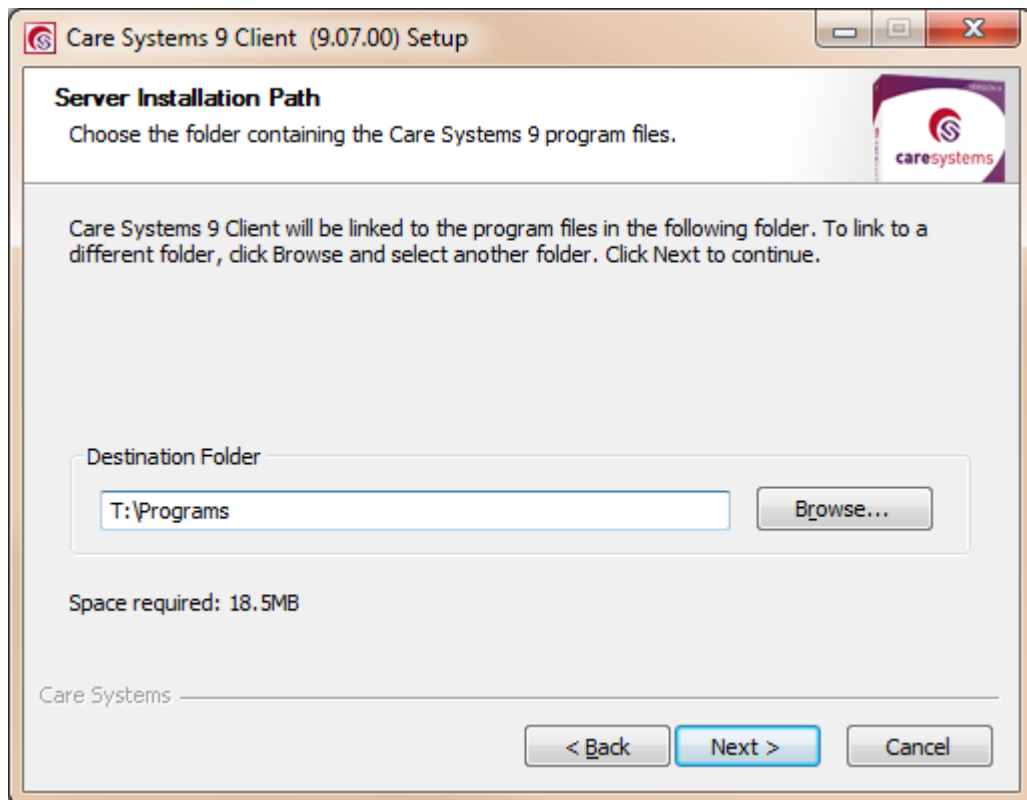 Care Systems 9 Client (9.07.00) Setup
Server Installation Path
Choose the folder containing the Care Systems 9 program files.
caresystems
Care Systems 9 Client will be linked to the program files in the following folder. To link to a
different folder, click Browse and select another folder. Click Next to continue.
Destination Folder
T:\Programs
Browse...
Space required: 18.5MB
Care Systems
< Back
Next >
Cancel